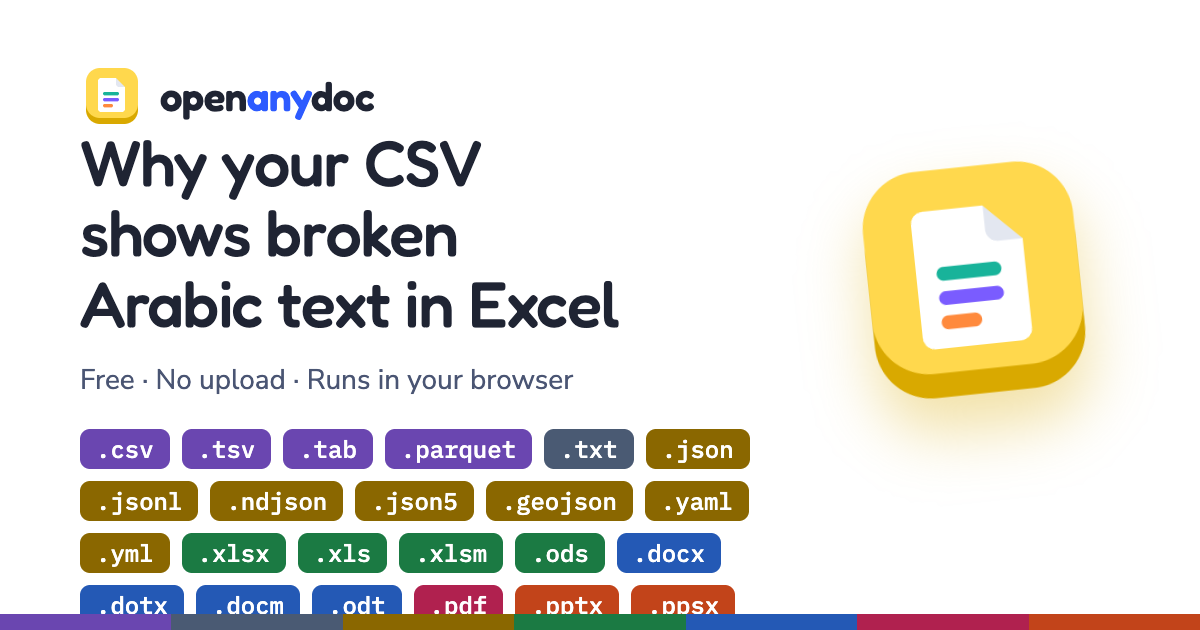 openanydoc
Why your CSV
shows broken
Arabic text in Excel
Free · No upload · Runs in your browser
.csv .tsv .tab .parquet .txt .json
.jsonl .ndjson .json5 .geojson .yaml
.yml .xlsx .xls .xlsm .ods .docx
.dotx .docm .odt .pdf .pptx .ppsx